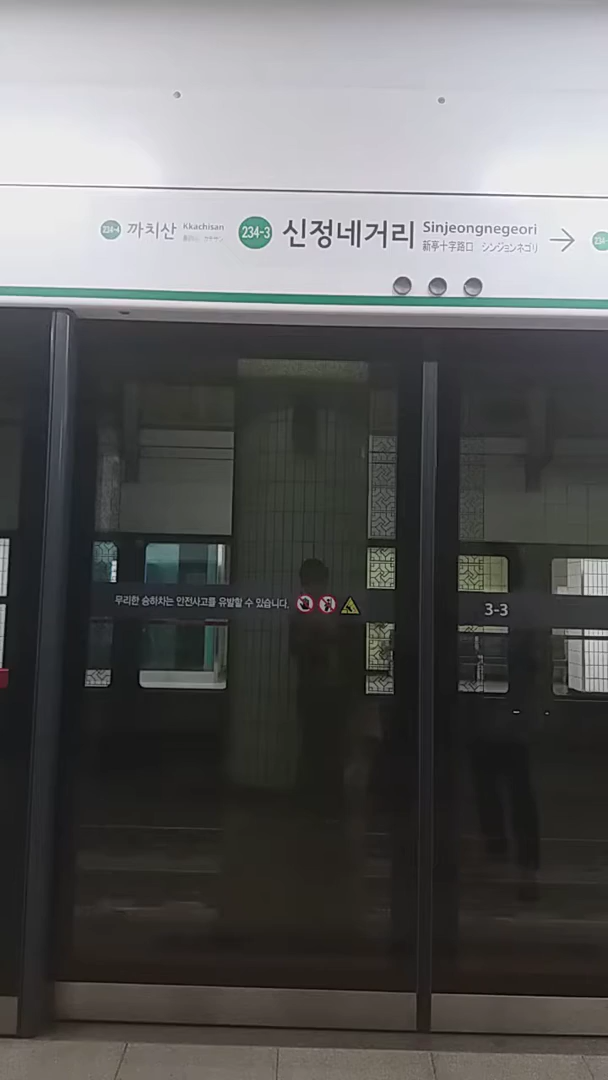 234-4 까치산 Kkachisan
234-3 신정네거리 Sinjeongnegeori
新亭十字路口 シンジョンネゴリ
무리한 승하차는 안전사고를 유발할 수 있습니다.
3-3